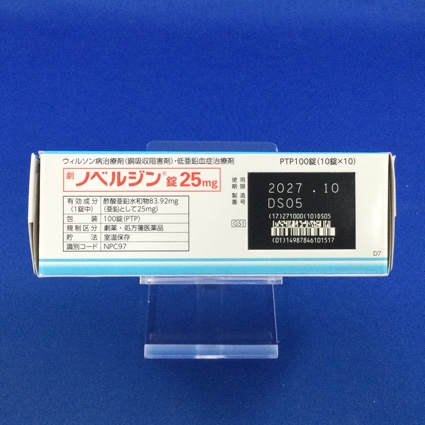 ウィルソン病治療剤(銅吸収阻害剤)・低亜鉛血症治療剤
PTP100錠(10錠×10)
劇 ノベルジン®錠25mg
有効成分(1錠中) 酢酸亜鉛水和物83.92mg(亜鉛として25mg)
包装 100錠(PTP)
規制区分 劇薬・処方箋医薬品
貯法 室温保存
識別コード NPC97
使用期限 2027.10
製造番号 DS05
(17)271000(10)DS05
GS1
(01)14987846101517
D7